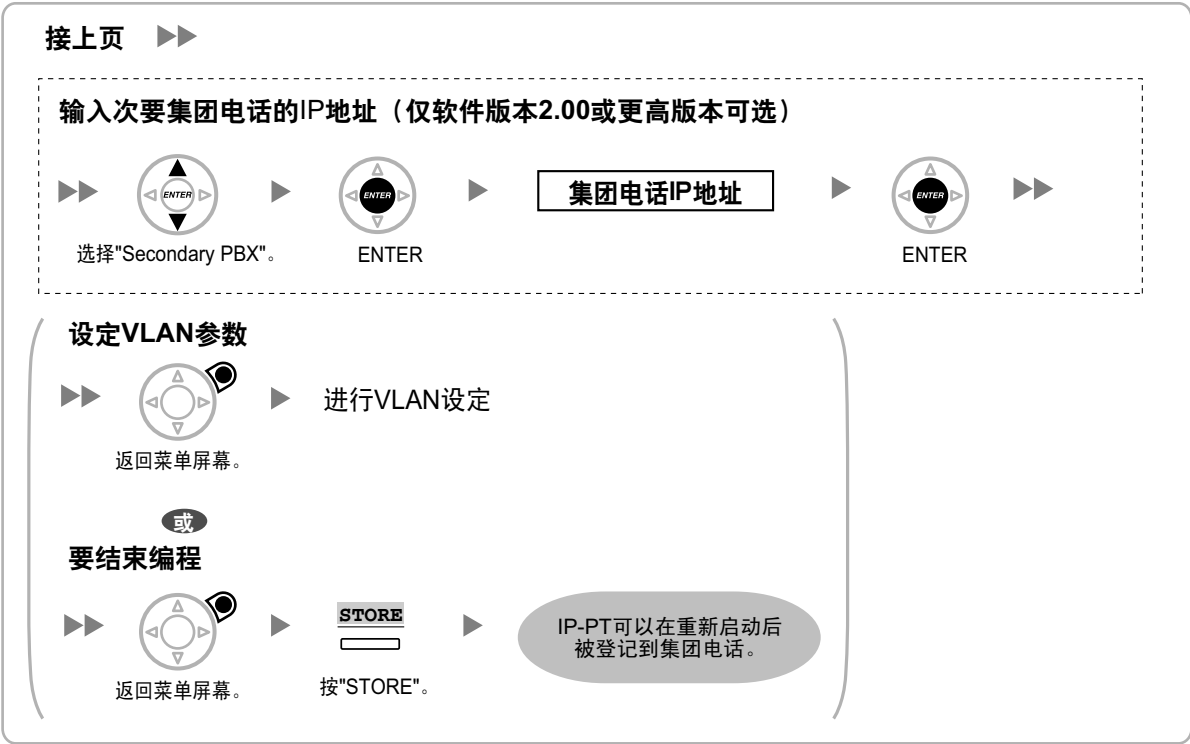 接上页
输入次要集团电话的IP地址（仅软件版本2.00或更高版本可选）
ENTER
ENTER
集团电话IP地址
ENTER
选择"Secondary PBX"。
ENTER
ENTER
设定VLAN参数
进行VLAN设定
返回菜单屏幕。
或
要结束编程
STORE
IP-PT可以在重新启动后
被登记到集团电话。
返回菜单屏幕。
按"STORE"。